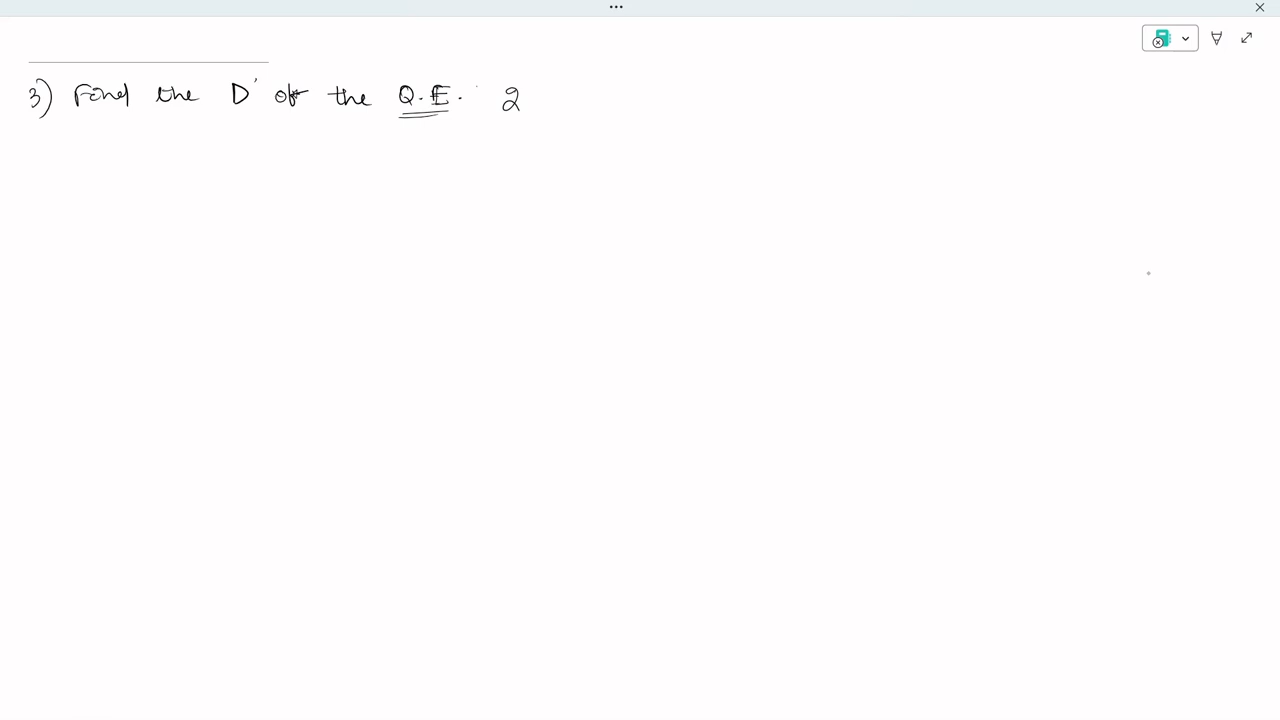 3) Find the D' of the Q.E. 2